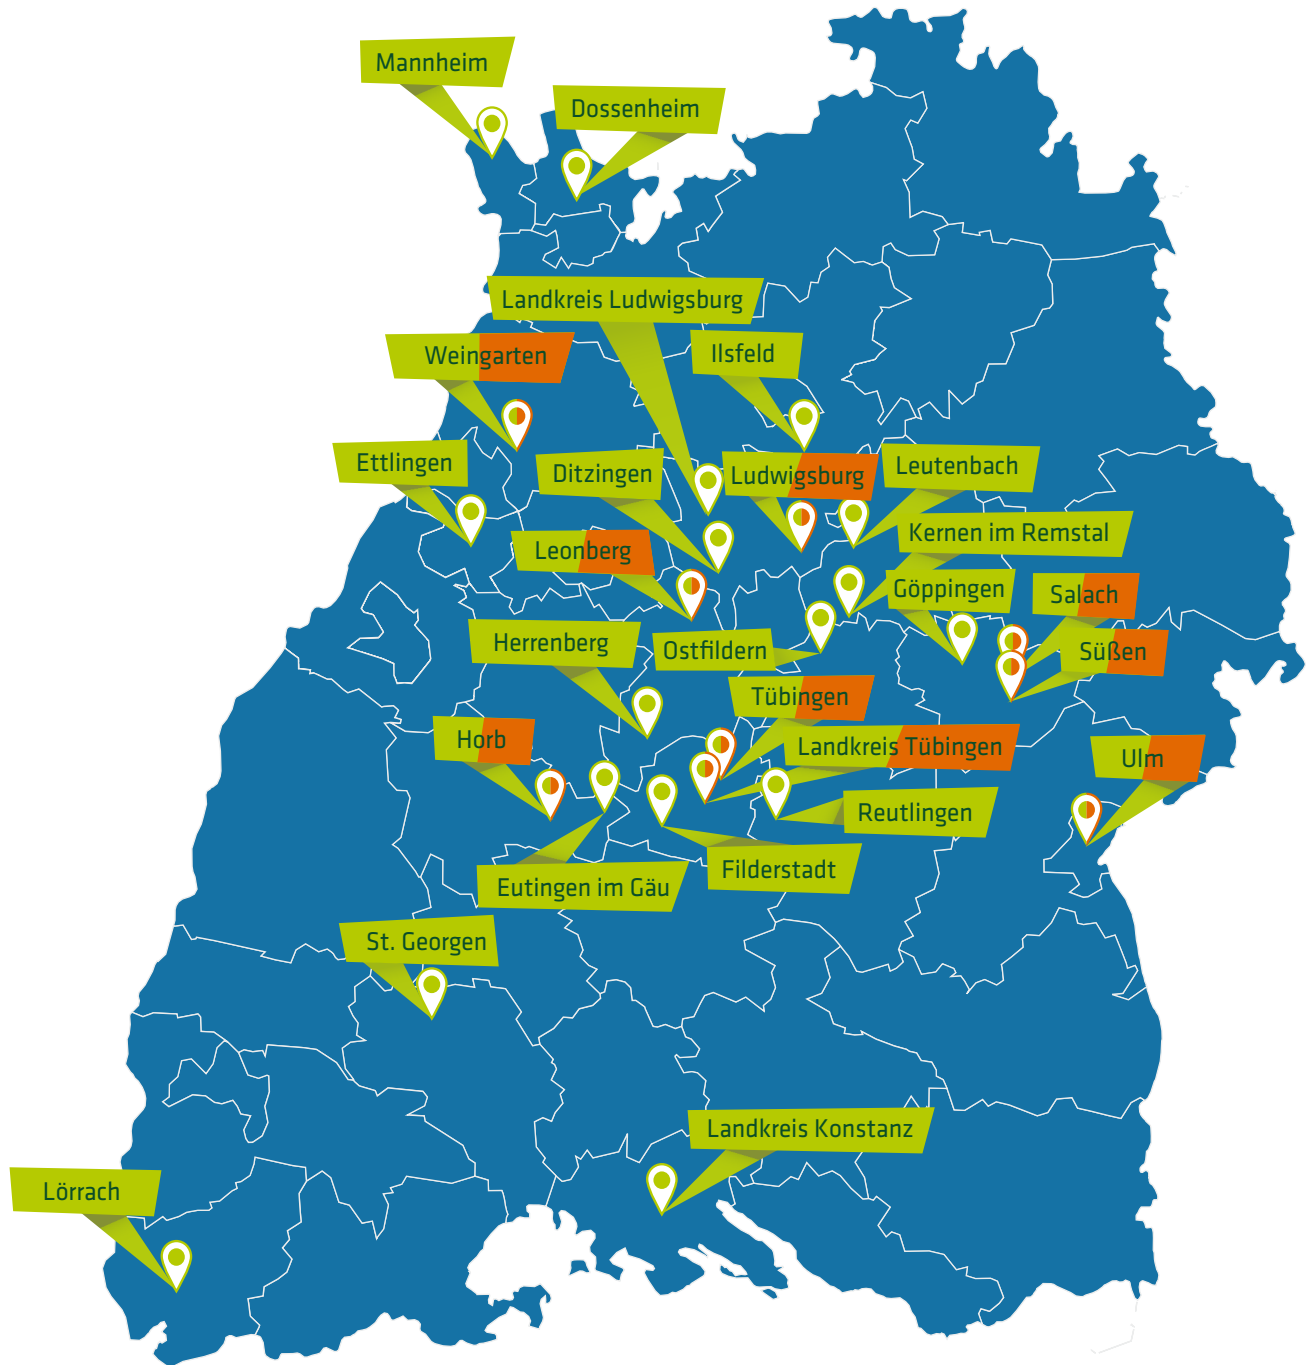 Mannheim
Dossenheim
Landkreis Ludwigsburg
Ilsfeld
Weingarten
Ettlingen
Ditzingen
Ludwigsburg
Leutenbach
Kernen im Remstal
Leonberg
Göppingen
Salach
Herrenberg
Ostfildern
Süßen
Tübingen
Horb
Landkreis Tübingen
Ulm
Reutlingen
Filderstadt
Eutingen im Gäu
St. Georgen
Landkreis Konstanz
Lörrach